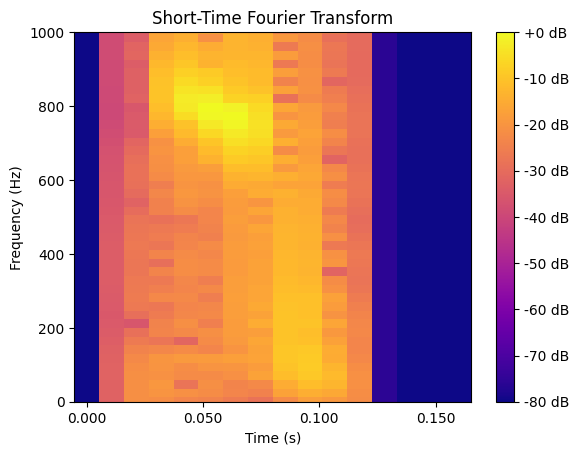 Short-Time Fourier Transform
1000
800
600
400
200
0
Frequency (Hz)
0.000
0.050
0.100
0.150
Time (s)
+0 dB
-10 dB
-20 dB
-30 dB
-40 dB
-50 dB
-60 dB
-70 dB
-80 dB